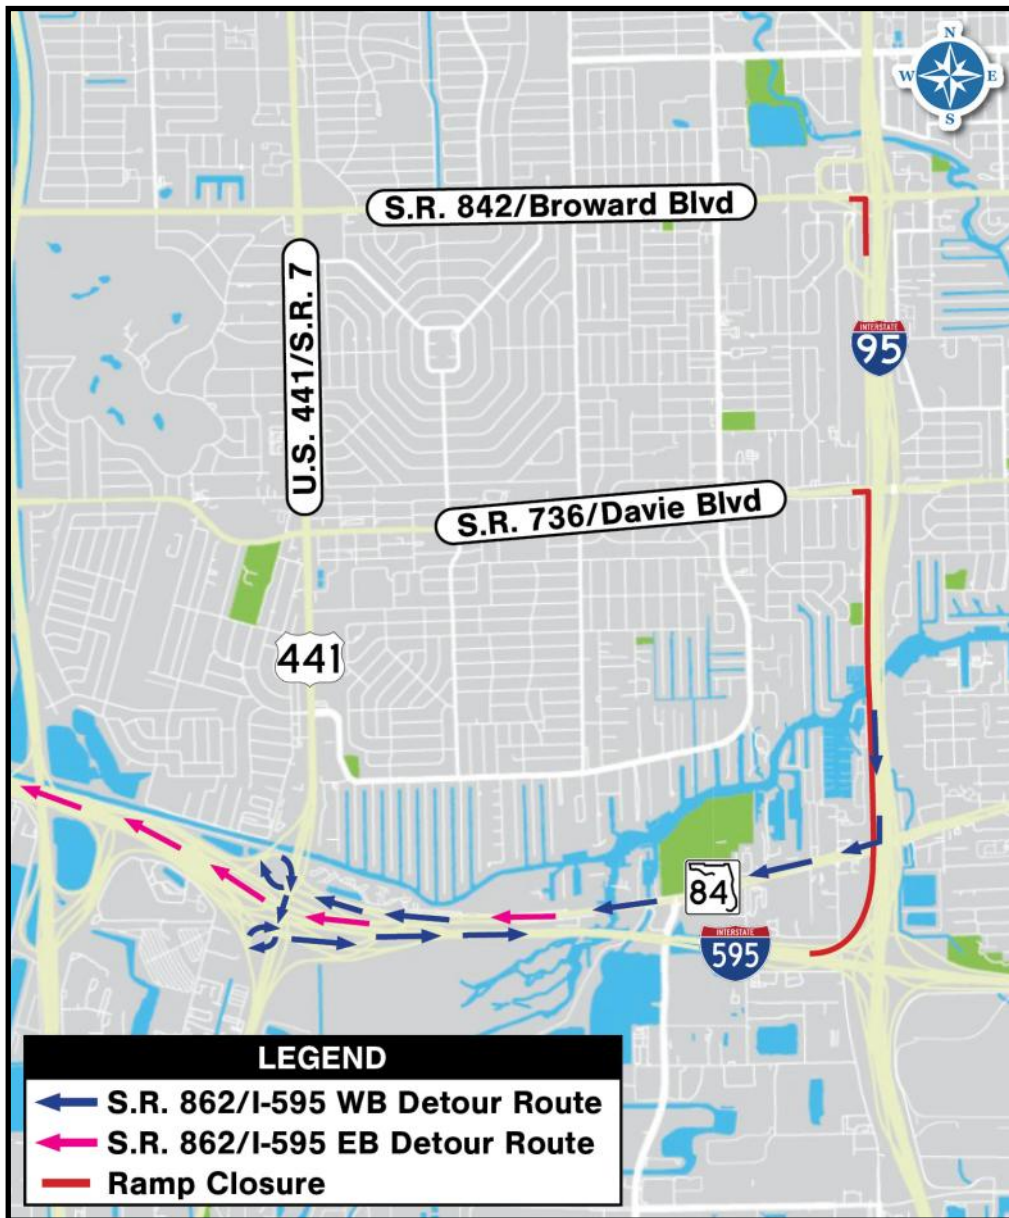 N
W E
S
S.R. 842/Broward Blvd
U.S. 441/S.R. 7
INTERSTATE
95
S.R. 736/Davie Blvd
441
84
INTERSTATE
595
LEGEND
S.R. 862/I-595 WB Detour Route
S.R. 862/I-595 EB Detour Route
Ramp Closure